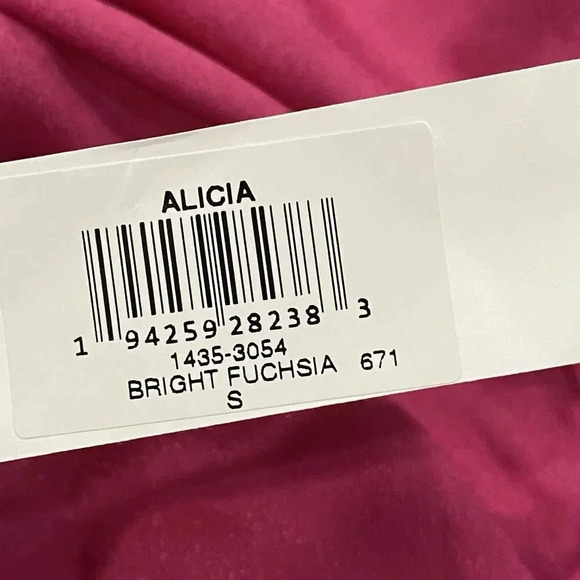 ALICIA
1 94259 28238 3
1435-3054
BRIGHT FUCHSIA 671
S